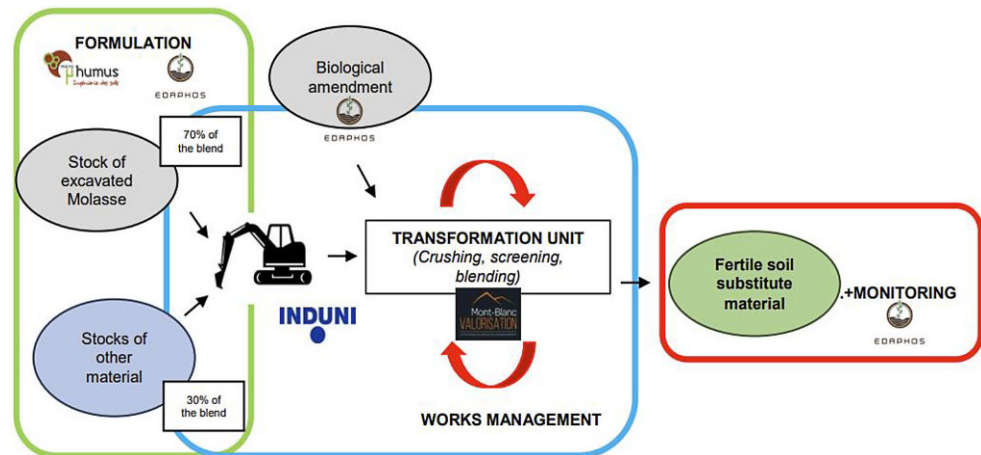 FORMULATION
phumus
Ingénierie des sols
EDAPHOS
Biological
amendment
EDAPHOS
70% of
the blend
Stock of
excavated
Molasse
TRANSFORMATION UNIT
(Crushing, screening,
blending)
Fertile soil
substitute
material
.+MONITORING
EDAPHOS
INDUNI
Mont-Blanc
VALORISATION
Stocks of
other
material
30% of
the blend
WORKS MANAGEMENT